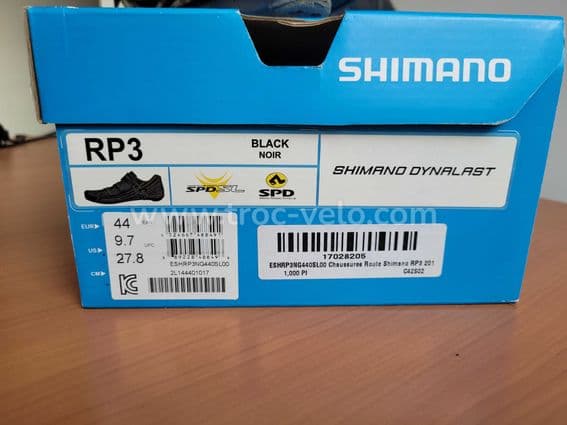 SHIMANO
RP3
BLACK
NOIR
SPD-SL
SPD
SHIMANO DYNALAST
www.troc-velo.com
EUR 44
US 9.7
CM 27.8
UPC
ESHRP3NG440SL00
2L144401017
17028205
ESHRP3NG440SL00 Chaussures Route Shimano RP3 201
1,000 PI
C42S02